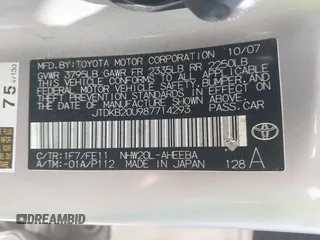 MFD.BY:TOYOTA MOTOR CORPORATION 10/07
GVWR 3795LB GAWR FR 2335LB RR 2250LB
THIS VEHICLE CONFORMS TO ALL APPLICABLE
FEDERAL MOTOR VEHICLE SAFETY, BUMPER, AND
THEFT PREVENTION STANDARDS IN EFFECT ON
THE DATE OF MANUFACTURE SHOWN ABOVE.
JTDKB20U987714293 PASS.CAR
TOYOTA
C/TR:1F7/FE11 NHW20L-AHEEBA
A/TM:-01A/P112 MADE IN JAPAN 128 A
75
DREAMBID